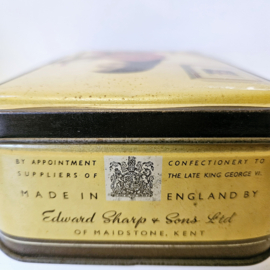 BY APPOINTMENT CONFECTIONERY TO
SUPPLIERS OF THE LATE KING GEORGE VI.
MADE IN ENGLAND BY
Edward Sharp & Sons Ltd
OF MAIDSTONE, KENT